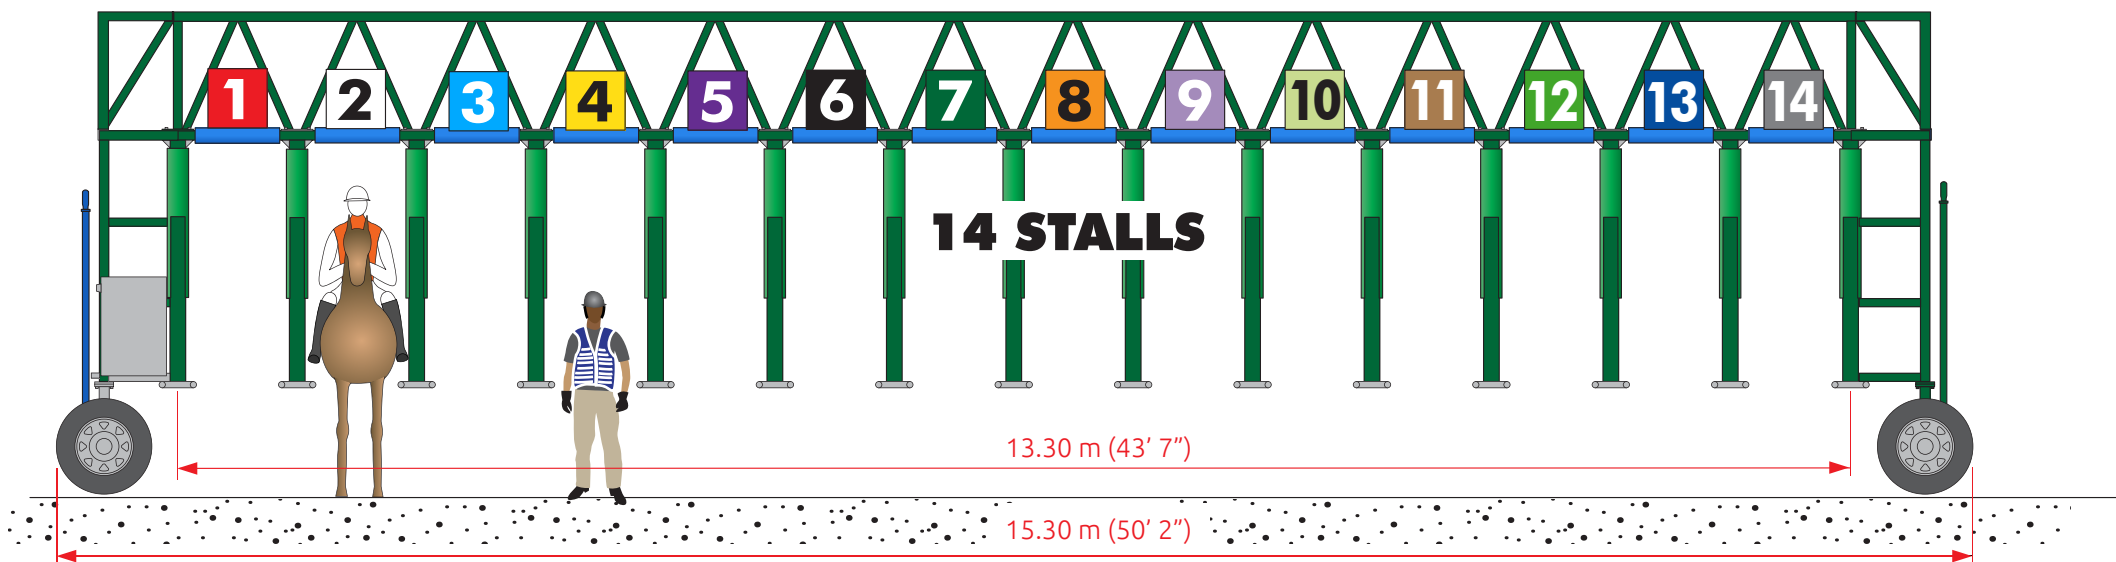 1 2 3 4 5 6 7 8 9 10 11 12 13 14
14 STALLS
13.30 m (43’ 7”)
15.30 m (50’ 2”)